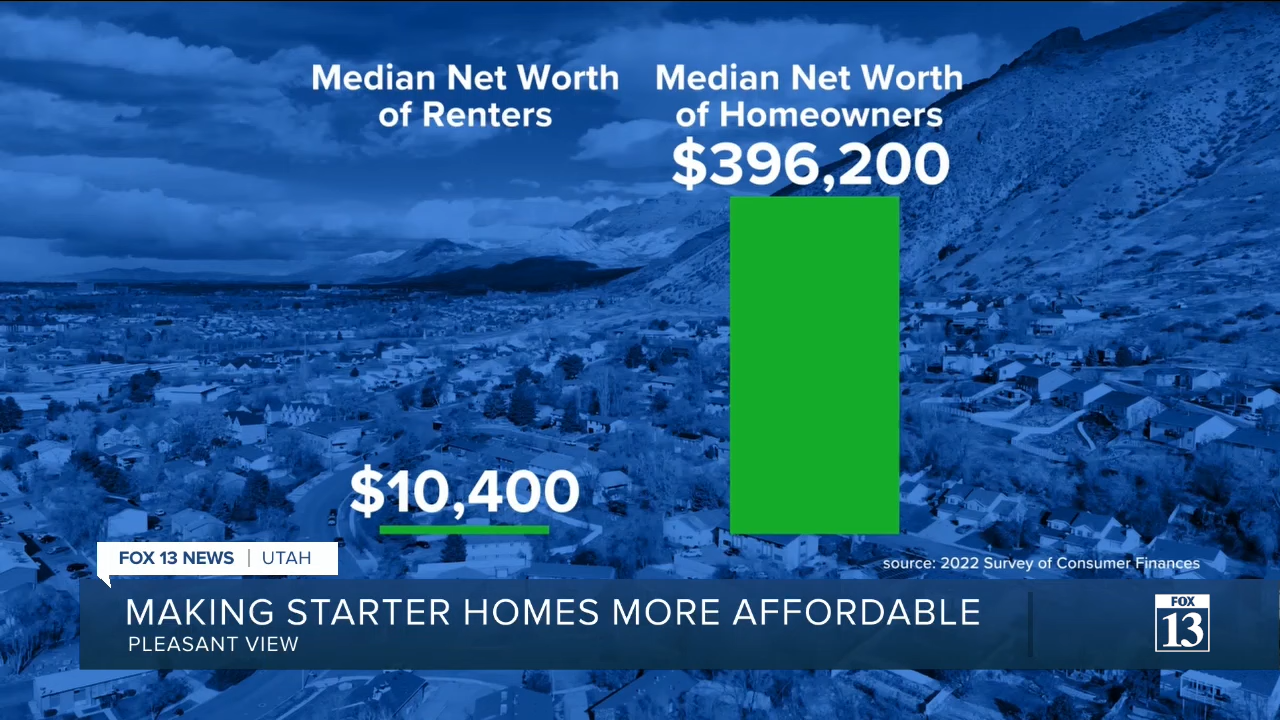 Median Net Worth
of Renters
Median Net Worth
of Homeowners
$396,200
$10,400
FOX 13 NEWS | UTAH
source: 2022 Survey of Consumer Finances
MAKING STARTER HOMES MORE AFFORDABLE
PLEASANT VIEW
FOX
13